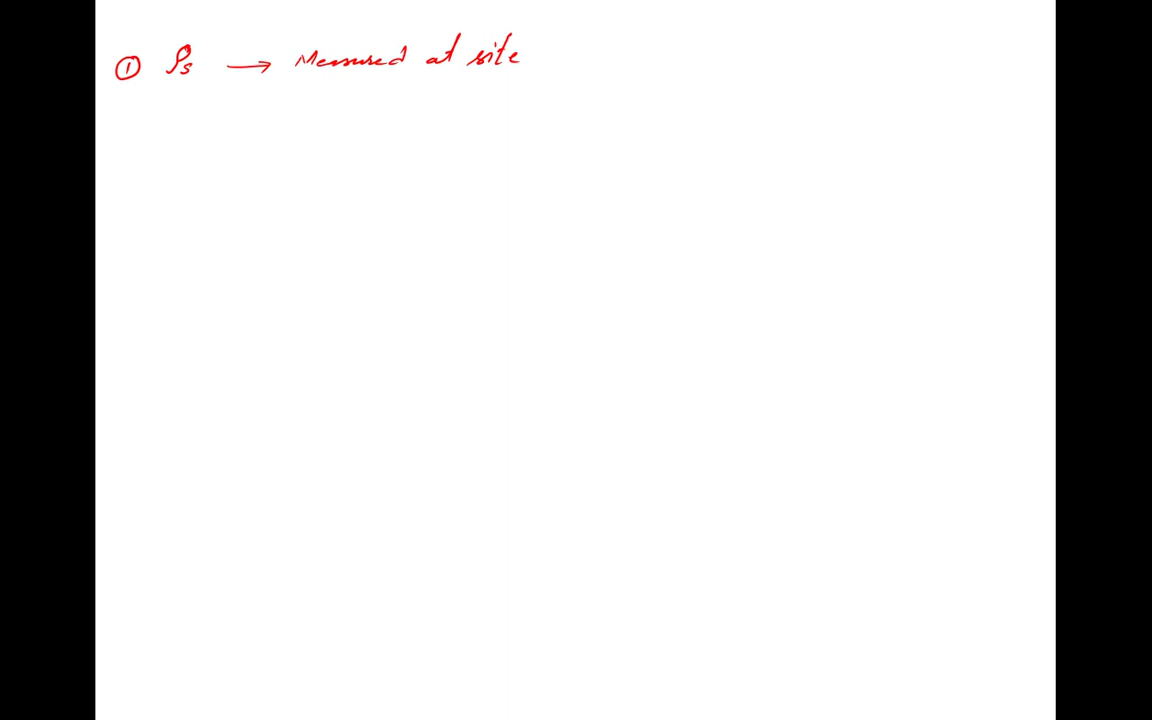 ① ρs → Measured at site